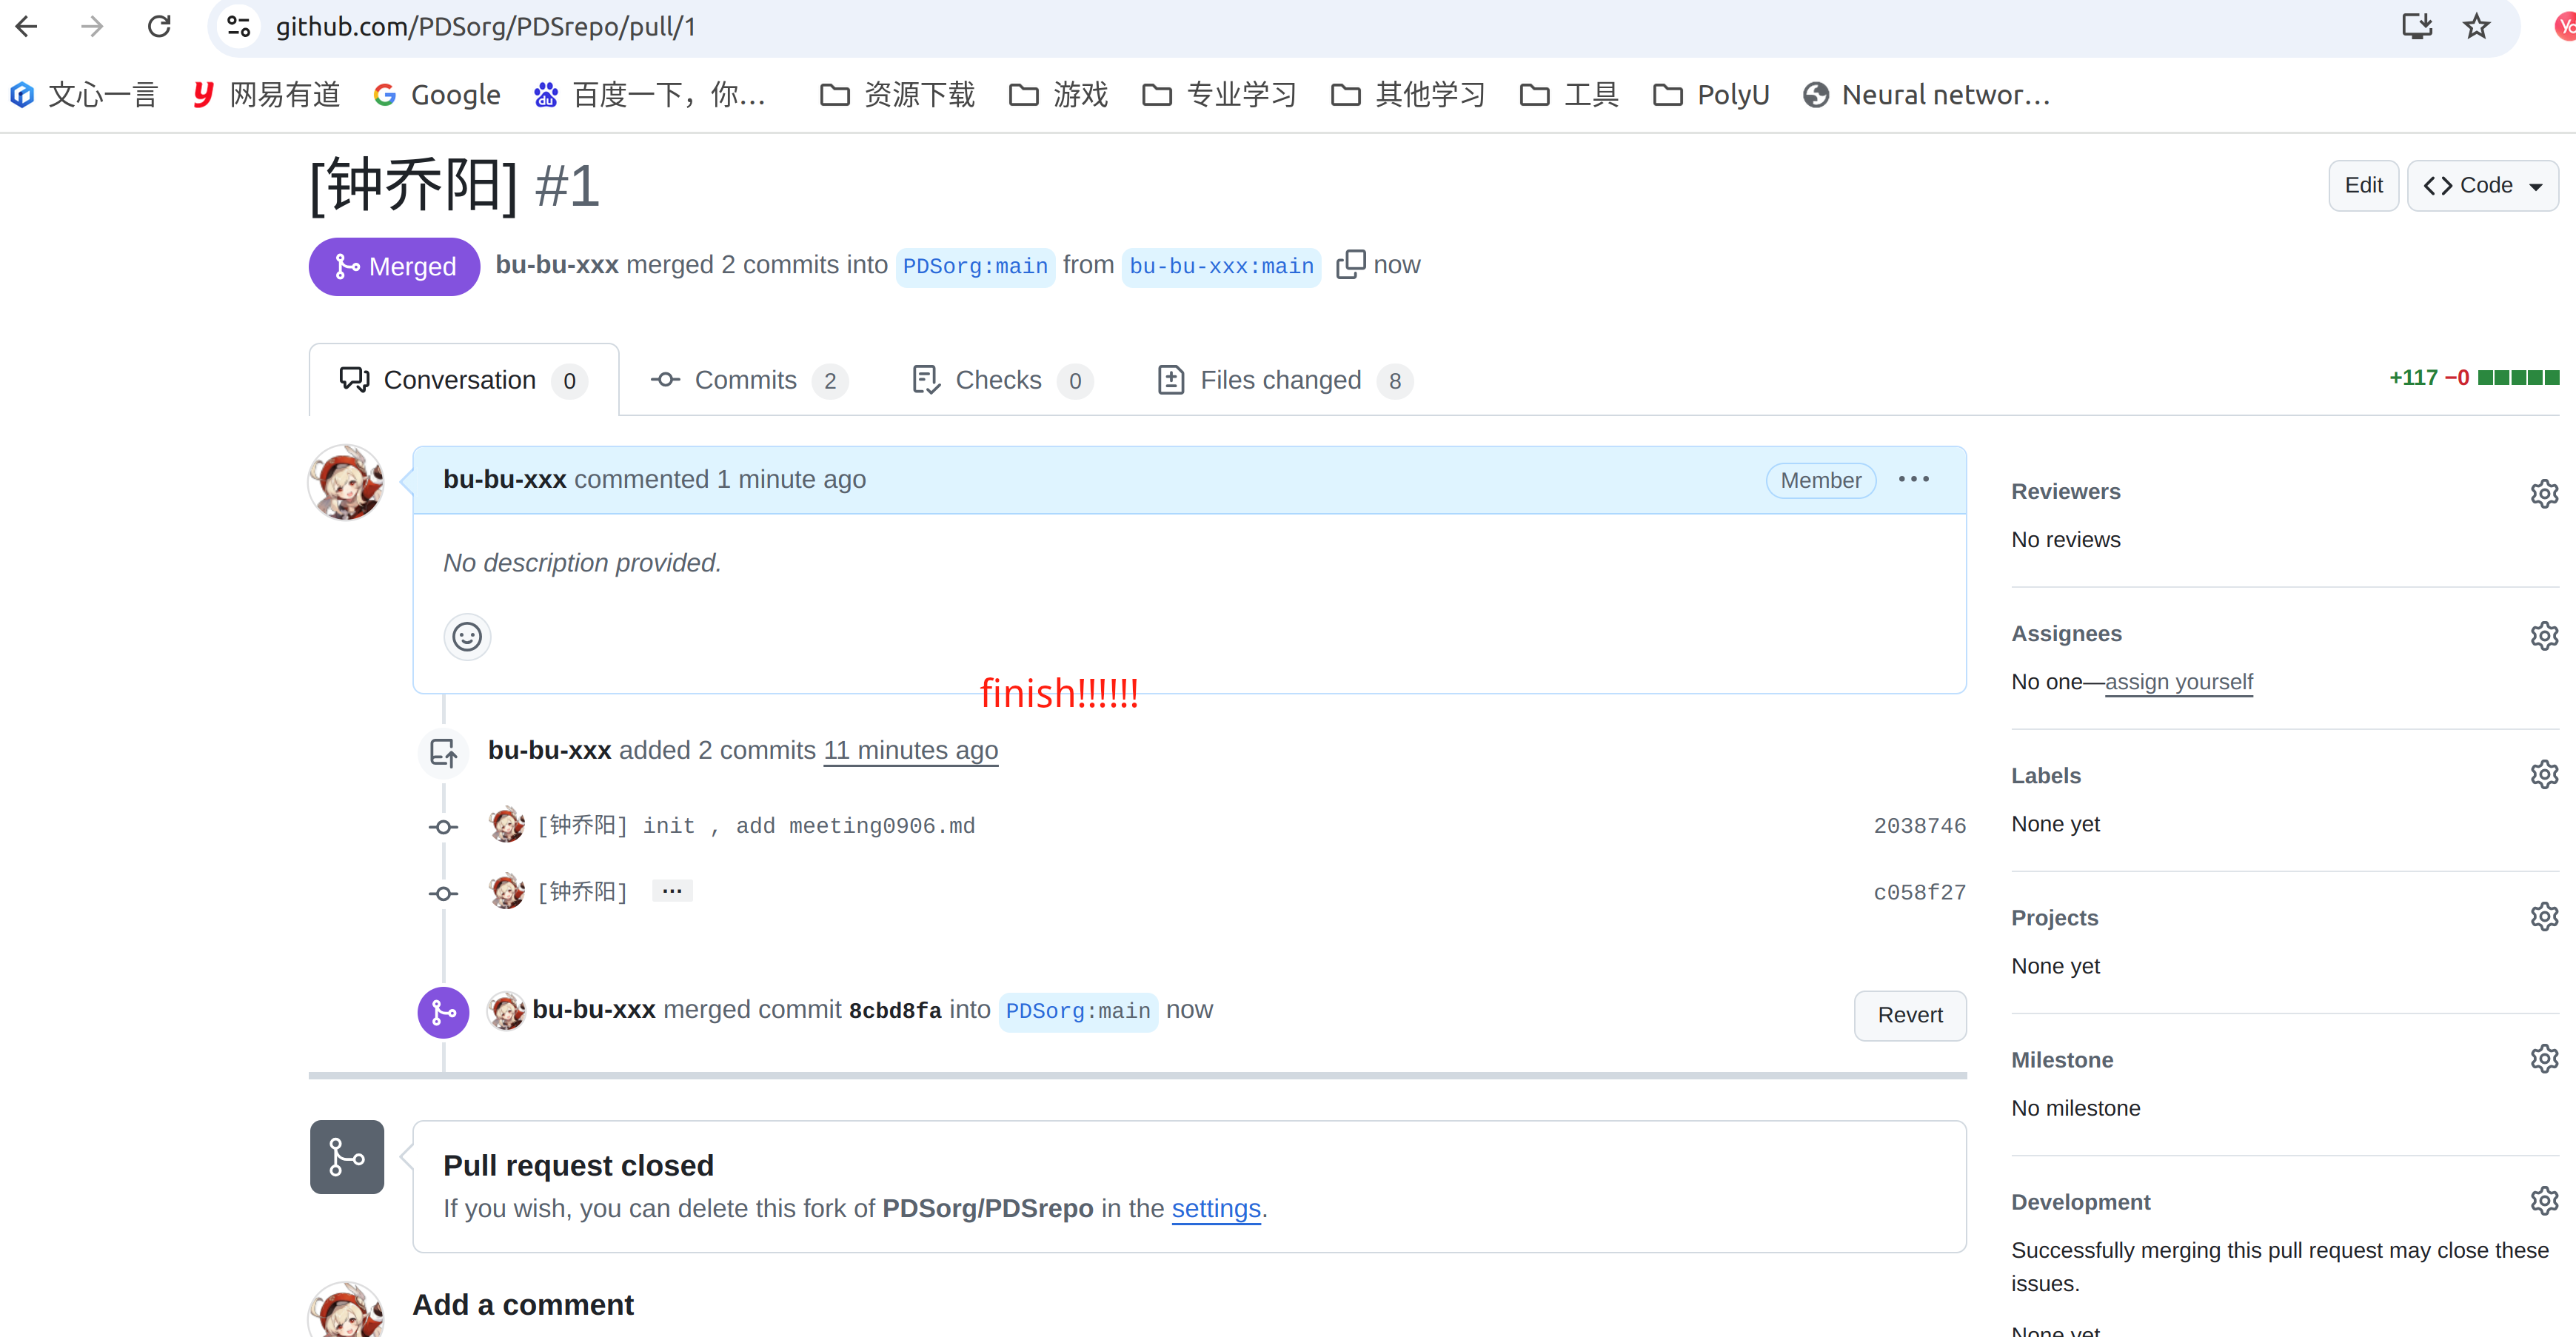 github.com/PDSorg/PDSrepo/pull/1
文心一言 网易有道 Google 百度一下，你... 资源下载 游戏 专业学习 其他学习 工具 PolyU Neural networ...
[钟乔阳] #1
Edit Code
Merged bu-bu-xxx merged 2 commits into PDSorg:main from bu-bu-xxx:main now
Conversation 0 Commits 2 Checks 0 Files changed 8 +117 −0
bu-bu-xxx commented 1 minute ago Member ...
No description provided.
finish!!!!!!
bu-bu-xxx added 2 commits 11 minutes ago
[钟乔阳] init , add meeting0906.md 2038746
[钟乔阳] ... c058f27
bu-bu-xxx merged commit 8cbd8fa into PDSorg:main now Revert
Pull request closed
If you wish, you can delete this fork of PDSorg/PDSrepo in the settings.
Add a comment
Reviewers
No reviews
Assignees
No one—assign yourself
Labels
None yet
Projects
None yet
Milestone
No milestone
Development
Successfully merging this pull request may close these
issues.
None yet